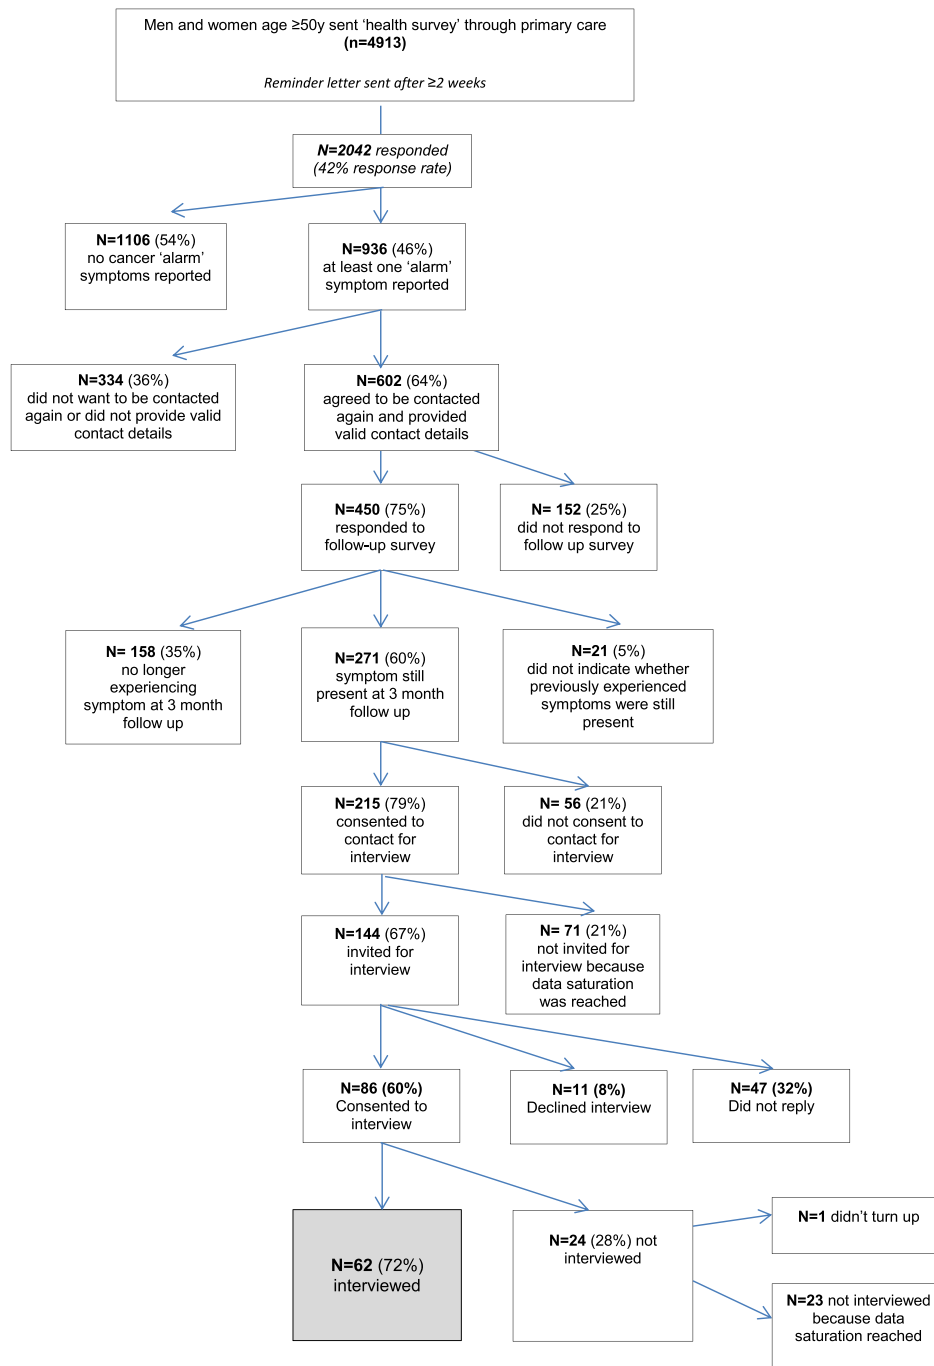 Men and women age ≥50y sent ‘health survey’ through primary care
(n=4913)
Reminder letter sent after ≥2 weeks
N=2042 responded
(42% response rate)
N=1106 (54%)
no cancer ‘alarm’
symptoms reported
N=936 (46%)
at least one ‘alarm’
symptom reported
N=334 (36%)
did not want to be contacted
again or did not provide valid
contact details
N=602 (64%)
agreed to be contacted
again and provided
valid contact details
N=450 (75%)
responded to
follow-up survey
N= 152 (25%)
did not respond to
follow up survey
N= 158 (35%)
no longer
experiencing
symptom at 3 month
follow up
N=271 (60%)
symptom still
present at 3 month
follow up
N=21 (5%)
did not indicate whether
previously experienced
symptoms were still
present
N=215 (79%)
consented to
contact for
interview
N= 56 (21%)
did not consent to
contact for
interview
N=144 (67%)
invited for
interview
N= 71 (21%)
not invited for
interview because
data saturation
was reached
N=86 (60%)
Consented to
interview
N=11 (8%)
Declined interview
N=47 (32%)
Did not reply
N=62 (72%)
interviewed
N=24 (28%) not
interviewed
N=1 didn’t turn up
N=23 not interviewed
because data
saturation reached